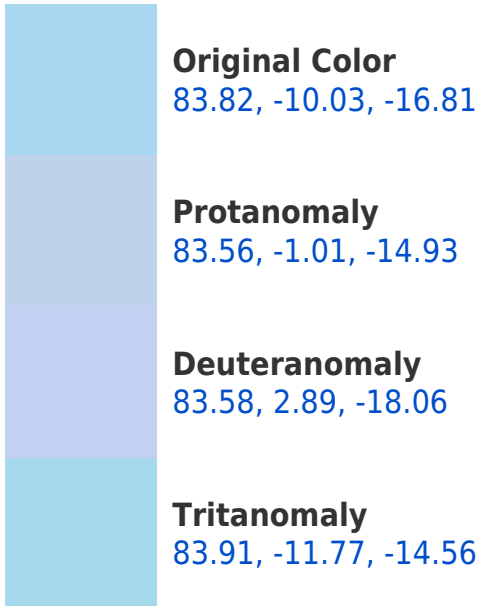 Original Color
83.82, -10.03, -16.81
Protanomaly
83.56, -1.01, -14.93
Deuteranomaly
83.58, 2.89, -18.06
Tritanomaly
83.91, -11.77, -14.56